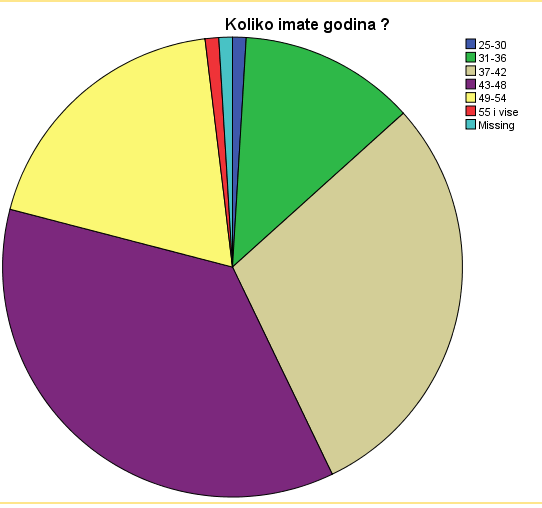 Koliko imate godina ?
25-30
31-36
37-42
43-48
49-54
55 i vise
Missing